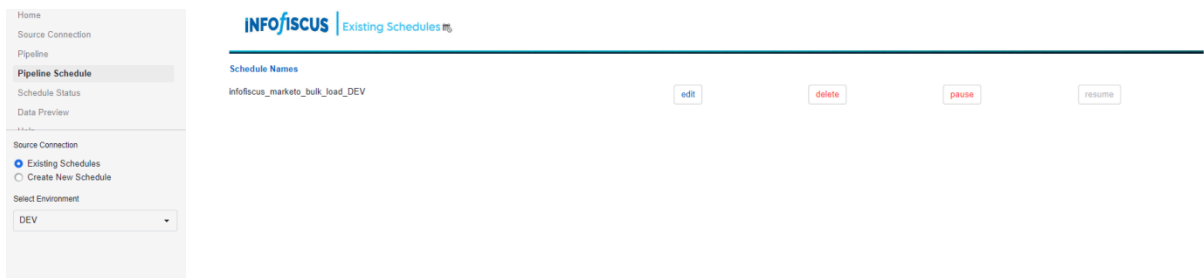 Home
Source Connection
Pipeline
Pipeline Schedule
Schedule Status
Data Preview
Help
Source Connection
Existing Schedules
Create New Schedule
Select Environment
DEV
INFOfISCUS Existing Schedules
Schedule Names
infofiscus_marketo_bulk_load_DEV edit delete pause resume